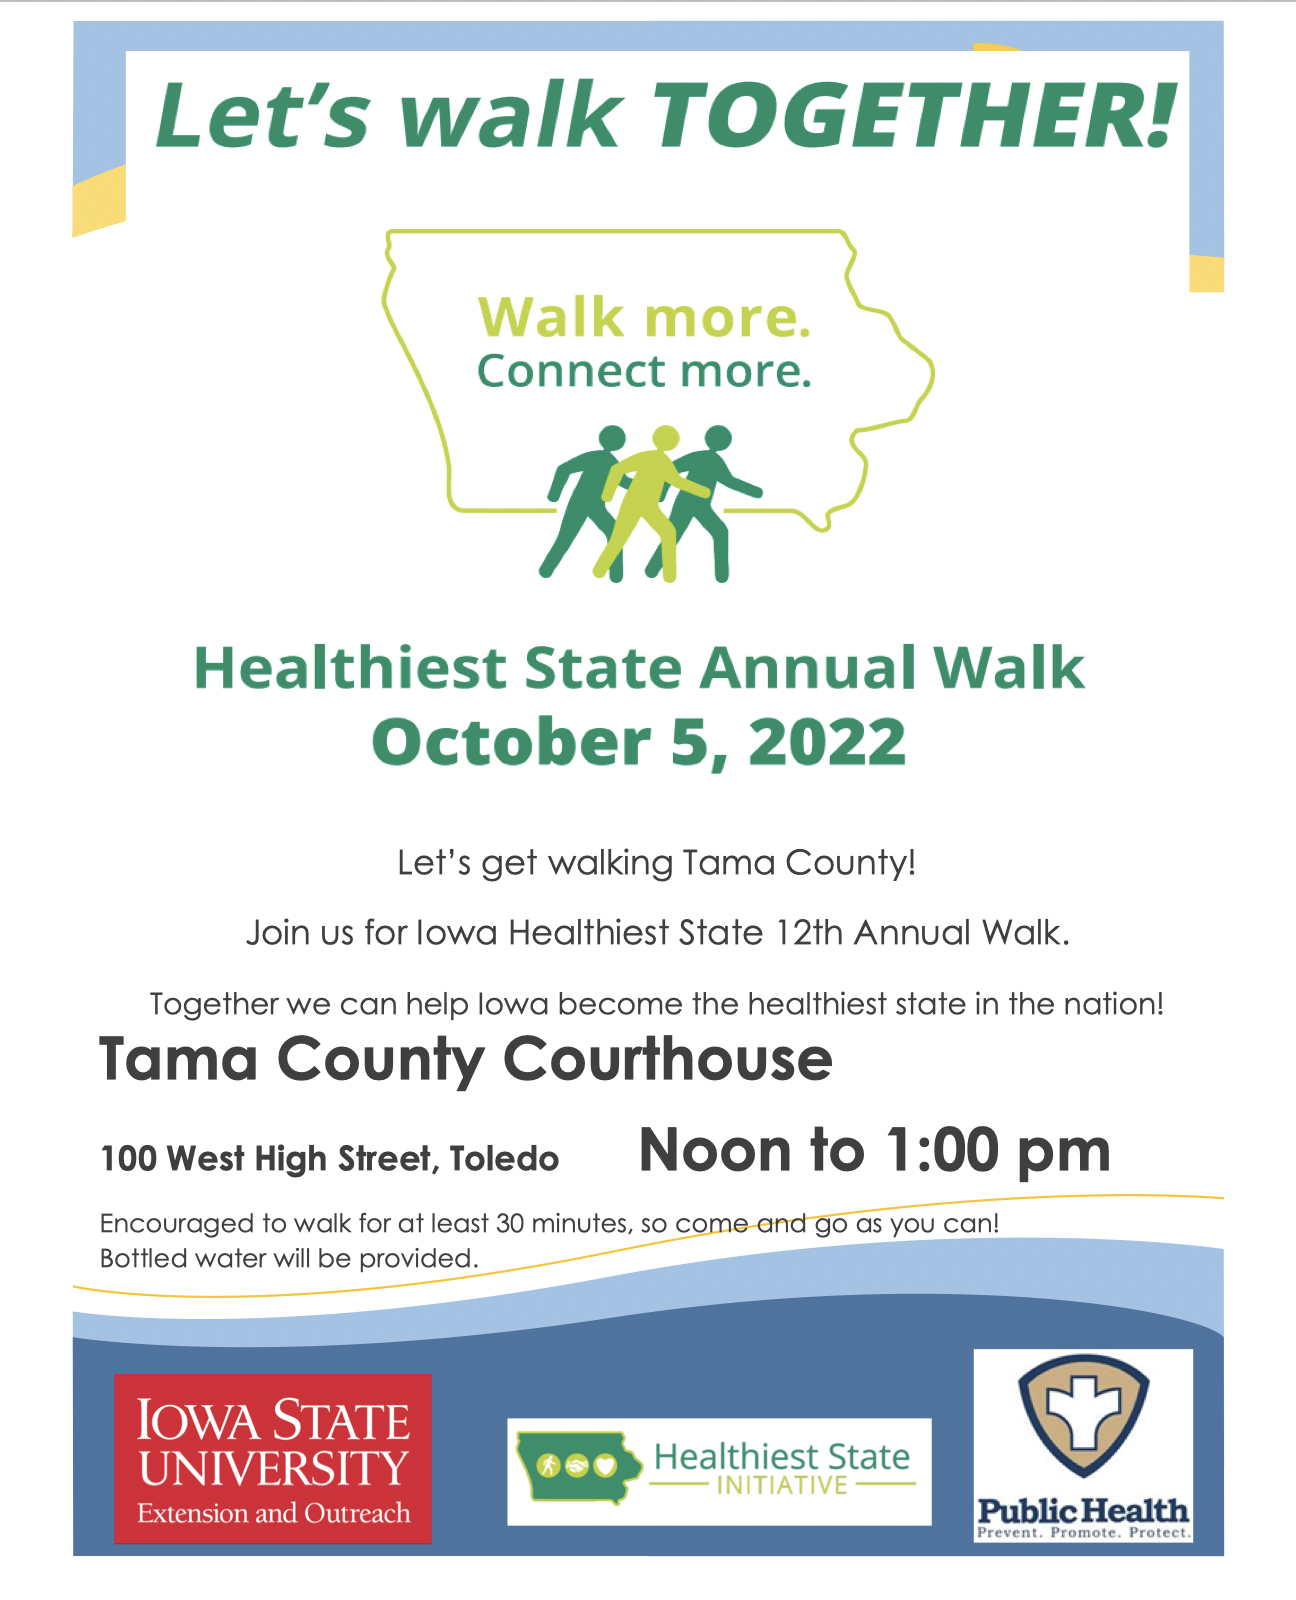 Let’s walk TOGETHER!
Walk more.
Connect more.
Healthiest State Annual Walk
October 5, 2022
Let’s get walking Tama County!
Join us for Iowa Healthiest State 12th Annual Walk.
Together we can help Iowa become the healthiest state in the nation!
Tama County Courthouse
100 West High Street, Toledo Noon to 1:00 pm
Encouraged to walk for at least 30 minutes, so come and go as you can!
Bottled water will be provided.
IOWA STATE
UNIVERSITY
Extension and Outreach
Healthiest State
INITIATIVE
Public Health
Prevent. Promote. Protect.